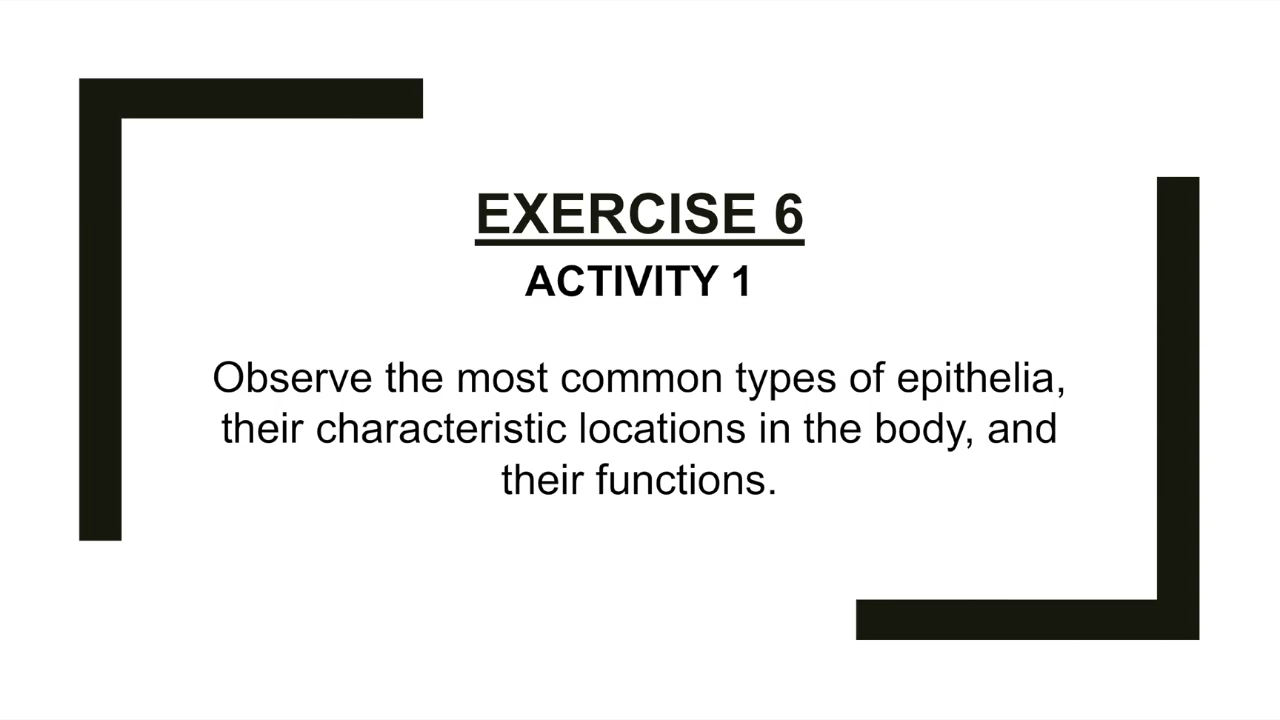 EXERCISE 6
ACTIVITY 1
Observe the most common types of epithelia,
their characteristic locations in the body, and
their functions.